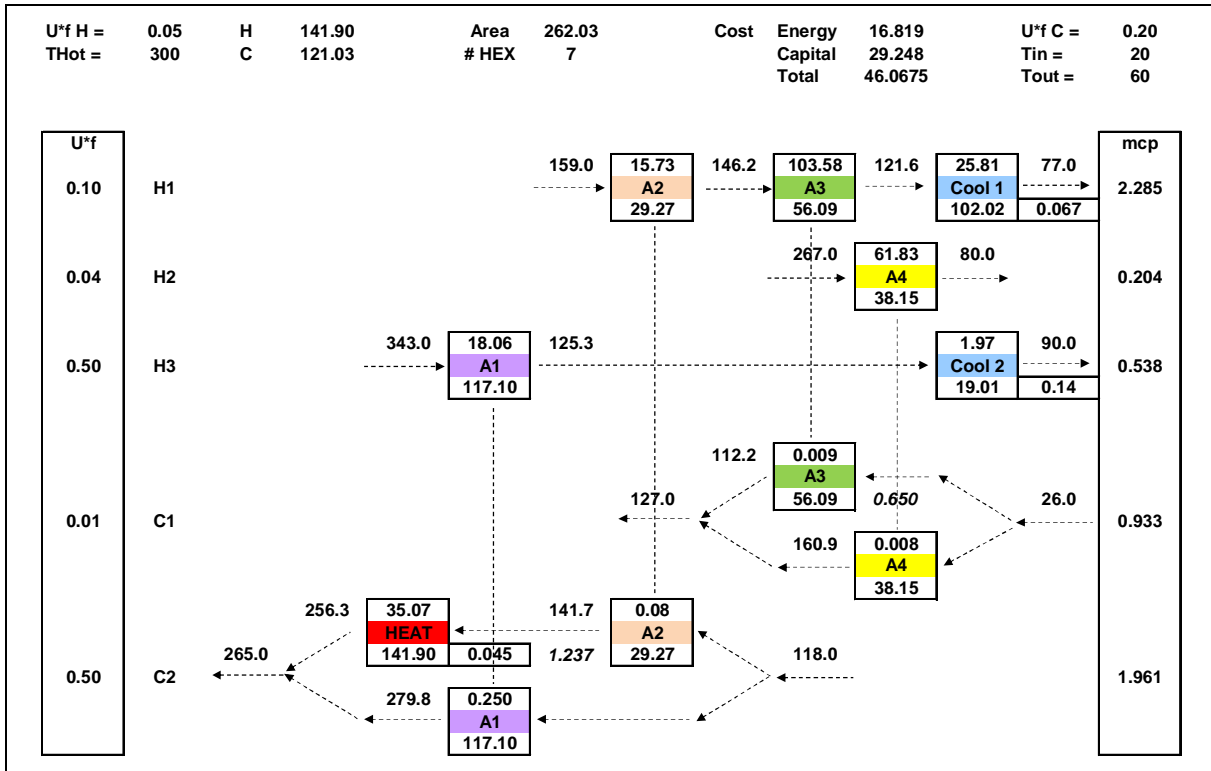 U*f H = 0.05 H 141.90 Area 262.03 Cost Energy 16.819 U*f C = 0.20
THot = 300 C 121.03 # HEX 7 Capital 29.248 Tin = 20
Total 46.0675 Tout = 60
U*f mcp
159.0 15.73 146.2 103.58 121.6 25.81 77.0
0.10 H1 A2 A3 Cool 1 2.285
29.27 56.09 102.02 0.067
267.0 61.83 80.0
0.04 H2 A4 0.204
38.15
343.0 18.06 125.3 1.97 90.0
0.50 H3 A1 Cool 2 0.538
117.10 19.01 0.14
112.2 0.009
A3
127.0 56.09 0.650 26.0
0.01 C1 0.933
160.9 0.008
A4
38.15
256.3 35.07 141.7 0.08
HEAT A2
265.0 141.90 0.045 1.237 29.27 118.0
0.50 C2 1.961
279.8 0.250
A1
117.10